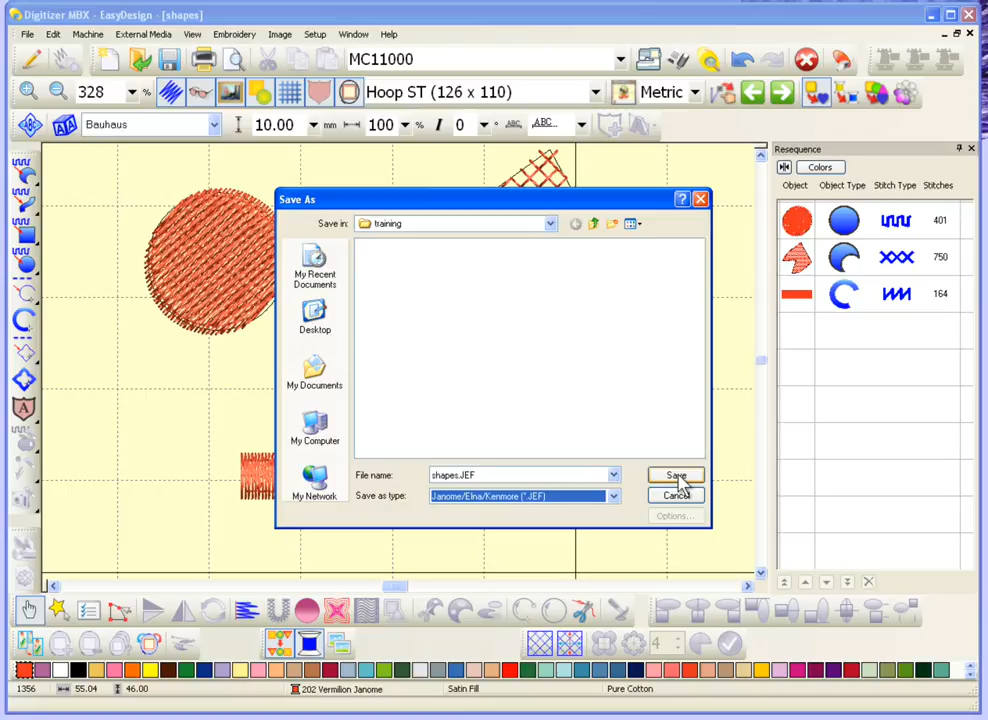 Digitizer MBX - EasyDesign - [shapes]
File Edit Machine External Media View Embroidery Image Setup Window Help
MC11000
328 % Hoop ST (126 x 110) Metric
Bauhaus 10.00 mm 100 % 0 ° ABC ABC
Resequence
Colors
Object Object Type Stitch Type Stitches
401
750
164
Save As
Save in: training
My Recent
Documents
Desktop
My Documents
My Computer
My Network
File name: shapes.JEF Save
Save as type: Janome/Elna/Kenmore (*.JEF) Cancel
Options...
4
1356 55.04 46.00 202 Vermilion Janome Satin Fill Pure Cotton